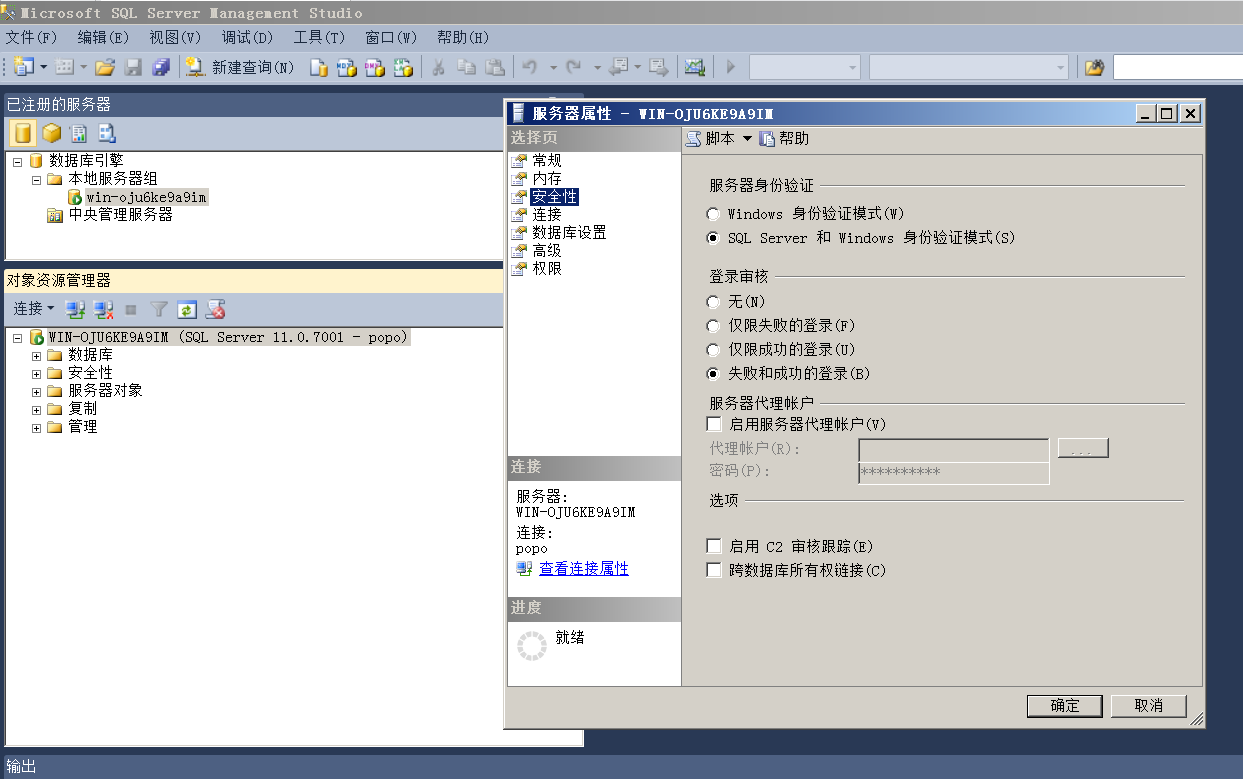 Microsoft SQL Server Management Studio
文件(F) 编辑(E) 视图(V) 调试(D) 工具(T) 窗口(W) 帮助(H)
新建查询(N)
已注册的服务器
数据库引擎
本地服务器组
win-oju6ke9a9im
中央管理服务器
对象资源管理器
连接
WIN-OJU6KE9A9IM (SQL Server 11.0.7001 - popo)
数据库
安全性
服务器对象
复制
管理
输出
服务器属性 - WIN-OJU6KE9A9IM
选择页
常规
内存
安全性
连接
数据库设置
高级
权限
连接
服务器:
WIN-OJU6KE9A9IM
连接:
popo
查看连接属性
进度
就绪
脚本 帮助
服务器身份验证
Windows 身份验证模式(W)
SQL Server 和 Windows 身份验证模式(S)
登录审核
无(N)
仅限失败的登录(F)
仅限成功的登录(U)
失败和成功的登录(B)
服务器代理帐户
启用服务器代理帐户(V)
代理帐户(R): ...
密码(P): **********
选项
启用 C2 审核跟踪(E)
跨数据库所有权链接(C)
确定 取消